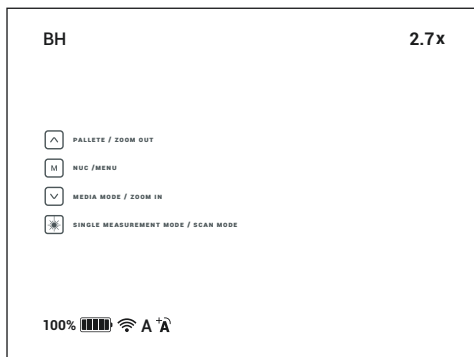 BH 2.7x
PALLETE / ZOOM OUT
M NUC /MENU
MEDIA MODE / ZOOM IN
SINGLE MEASUREMENT MODE / SCAN MODE
100% A +A